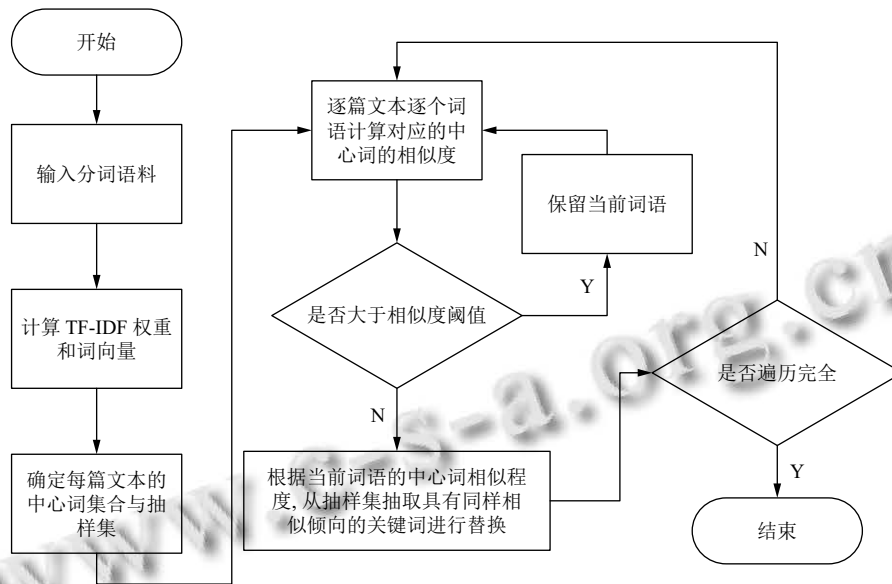 开始
输入分词语料
计算 TF-IDF 权重
和词向量
确定每篇文本的
中心词集合与抽
样集
逐篇文本逐个词
语计算对应的中
心词的相似度
保留当前词语
是否大于相似度阈值
Y
N
根据当前词语的中心词相似程
度, 从抽样集抽取具有同样相
似倾向的关键词进行替换
N
是否遍历完全
Y
结束
www.c-s-a.org.cn